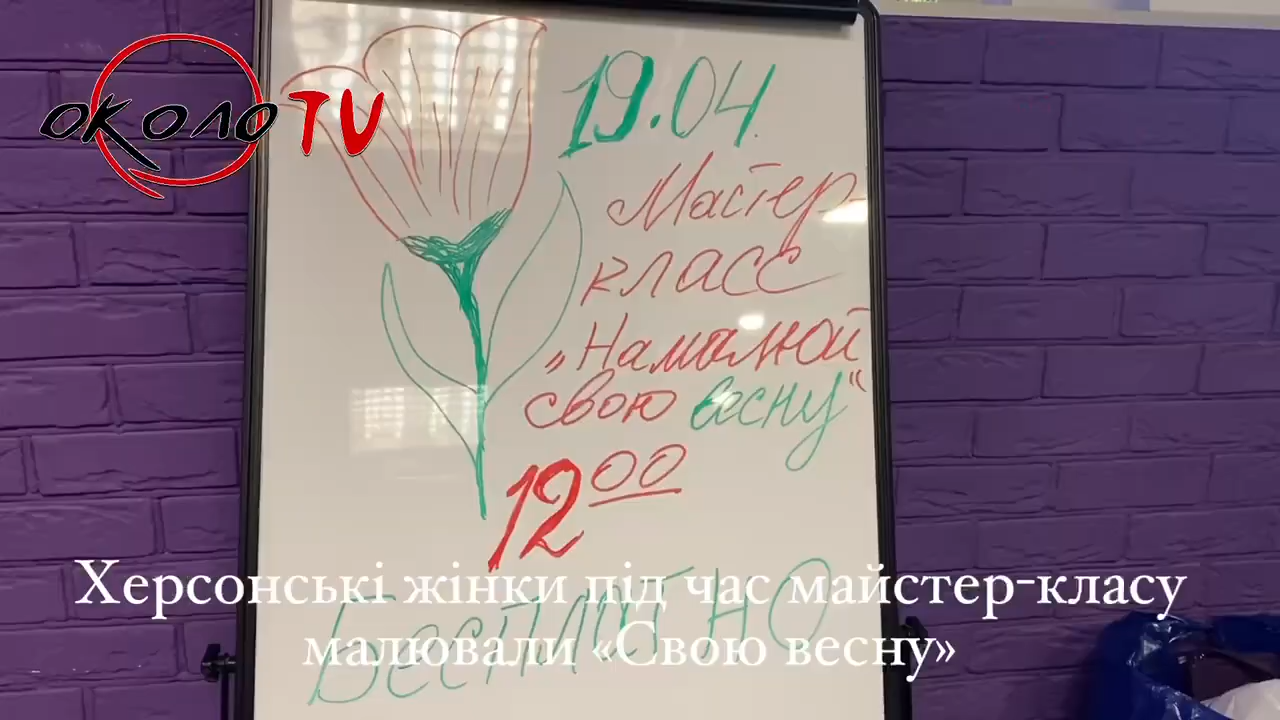 ОКОЛО TV
19.04.
Мастер
класс
„Намалюй
свою весну“
12 00
Бесплатно
Херсонські жінки під час майстер-класу
малювали «Свою весну»